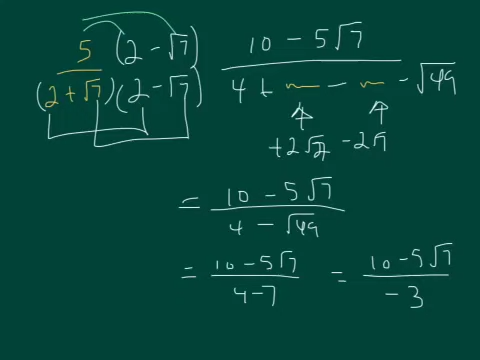 5 (2 - √7)
(2 + √7)(2 - √7)
10 - 5√7
4 + ~ - ~ - √49
+2√7 -2√7
= 10 - 5√7
4 - √49
= 10 - 5√7
4 - 7
= 10 - 5√7
- 3